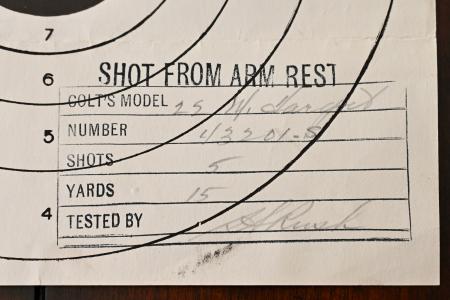 7
6
SHOT FROM ARM REST
COLT'S MODEL
5
NUMBER 43201-S
SHOTS 5
YARDS 15
4
TESTED BY